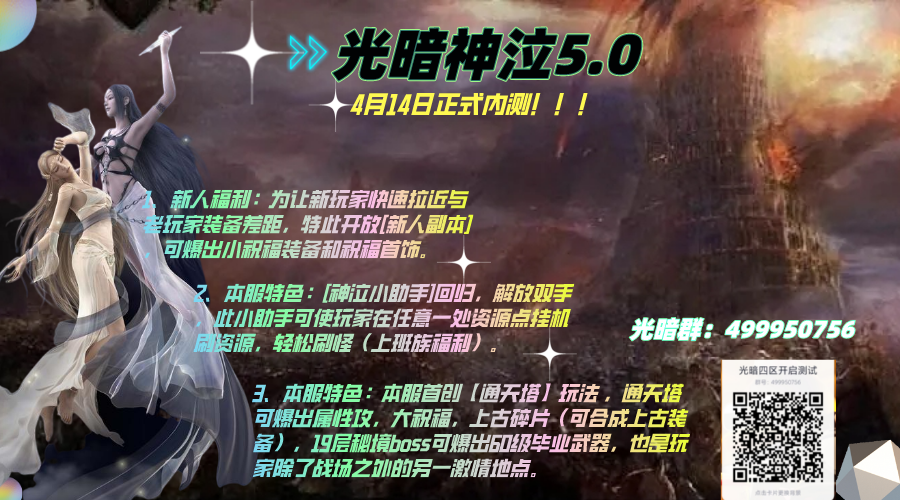 光暗神泣5.0
4月14日正式内测！！！
1、新人福利：为让新玩家快速拉近与
老玩家装备差距，特此开放[新人副本]
，可爆出小祝福装备和祝福首饰。
2、本服特色：[神泣小助手]回归，解放双手
，此小助手可使玩家在任意一处资源点挂机
刷资源，轻松刷怪（上班族福利）。
3、本服特色：本服首创【通天塔】玩法，通天塔
可爆出属性攻，大祝福，上古碎片（可合成上古装
备），19层秘境boss可爆出60级毕业武器，也是玩
家除了战场之外的另一激情地点。
光暗群：499950756
光暗四区开启测试
群号：499950756